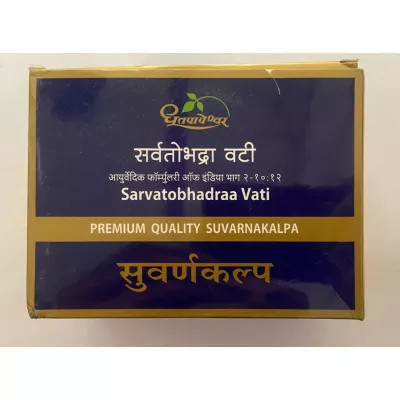 धूतपापेश्वर
सर्वतोभद्रा वटी
आयुर्वेदिक फॉर्म्युलरी ऑफ इंडिया भाग २-१०:१२
Sarvatobhadraa Vati
PREMIUM QUALITY SUVARNAKALPA
सुवर्णकल्प